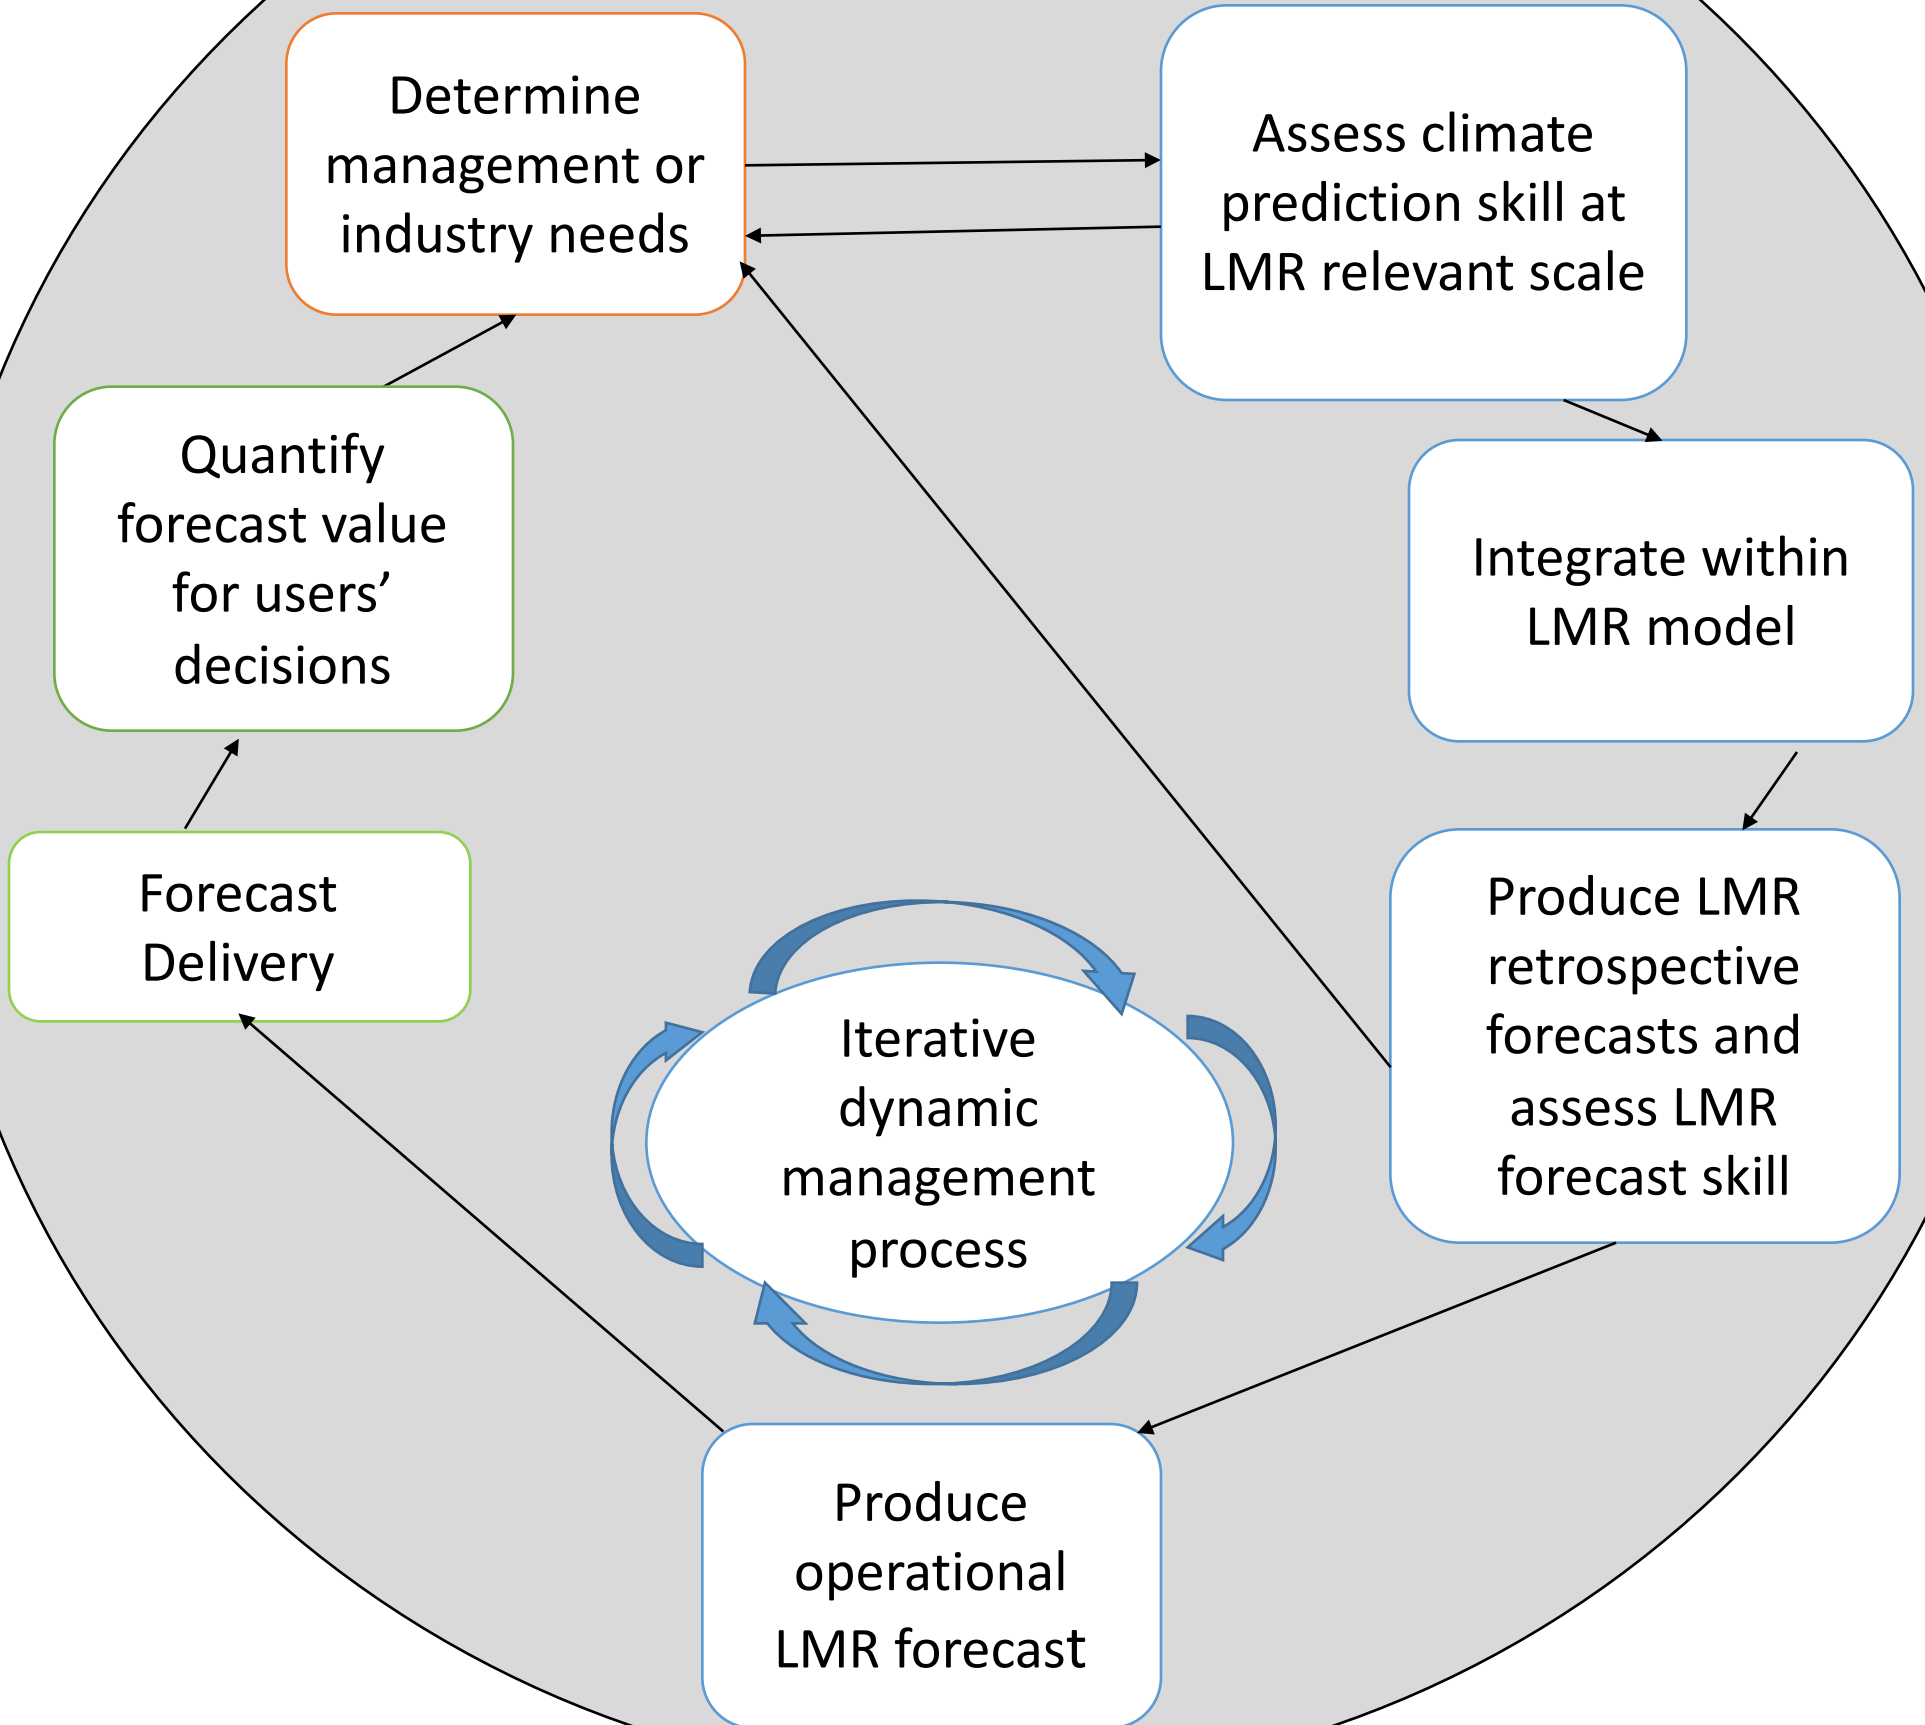 Determine
management or
industry needs
Assess climate
prediction skill at
LMR relevant scale
Quantify
forecast value
for users’
decisions
Integrate within
LMR model
Forecast
Delivery
Produce LMR
retrospective
forecasts and
assess LMR
forecast skill
Iterative
dynamic
management
process
Produce
operational
LMR forecast